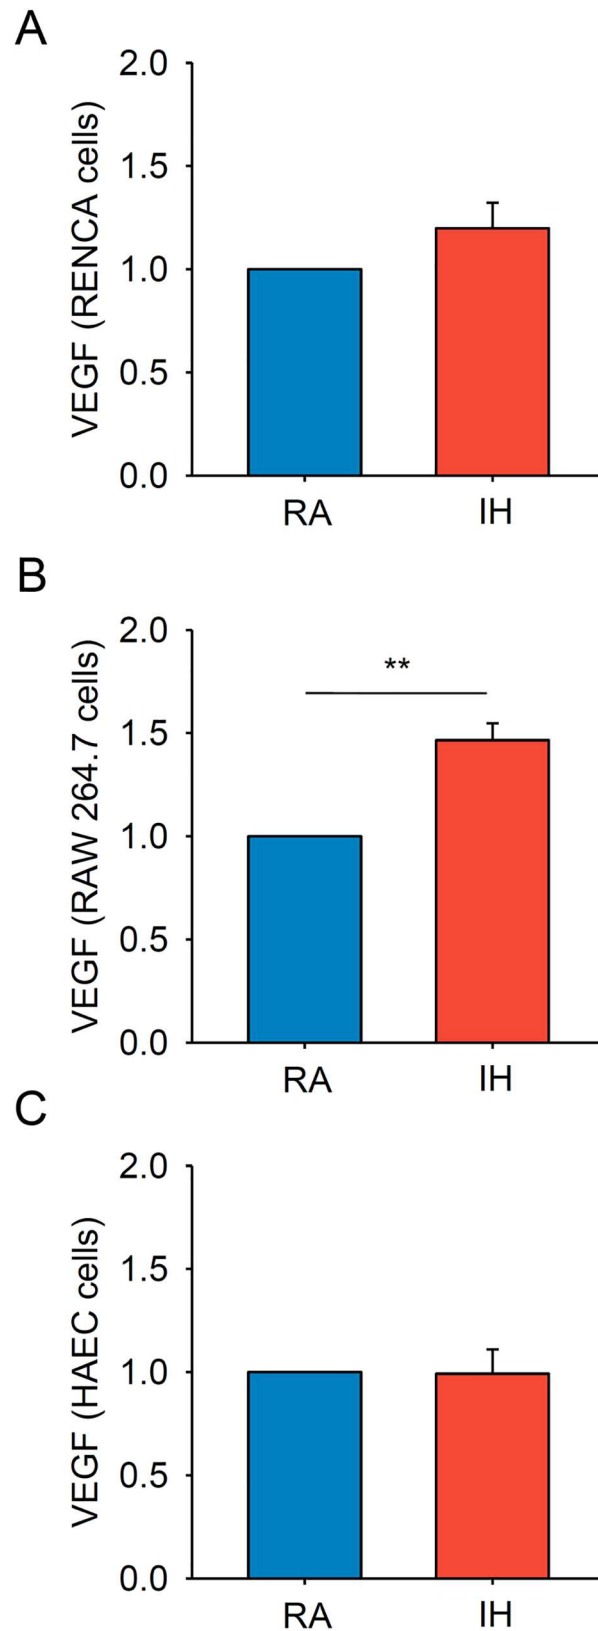 A
2.0
1.5
1.0
0.5
0.0
VEGF (RENCA cells)
RA IH
B
2.0
1.5
1.0
0.5
0.0
VEGF (RAW 264.7 cells)
**
RA IH
C
2.0
1.5
1.0
0.5
0.0
VEGF (HAEC cells)
RA IH